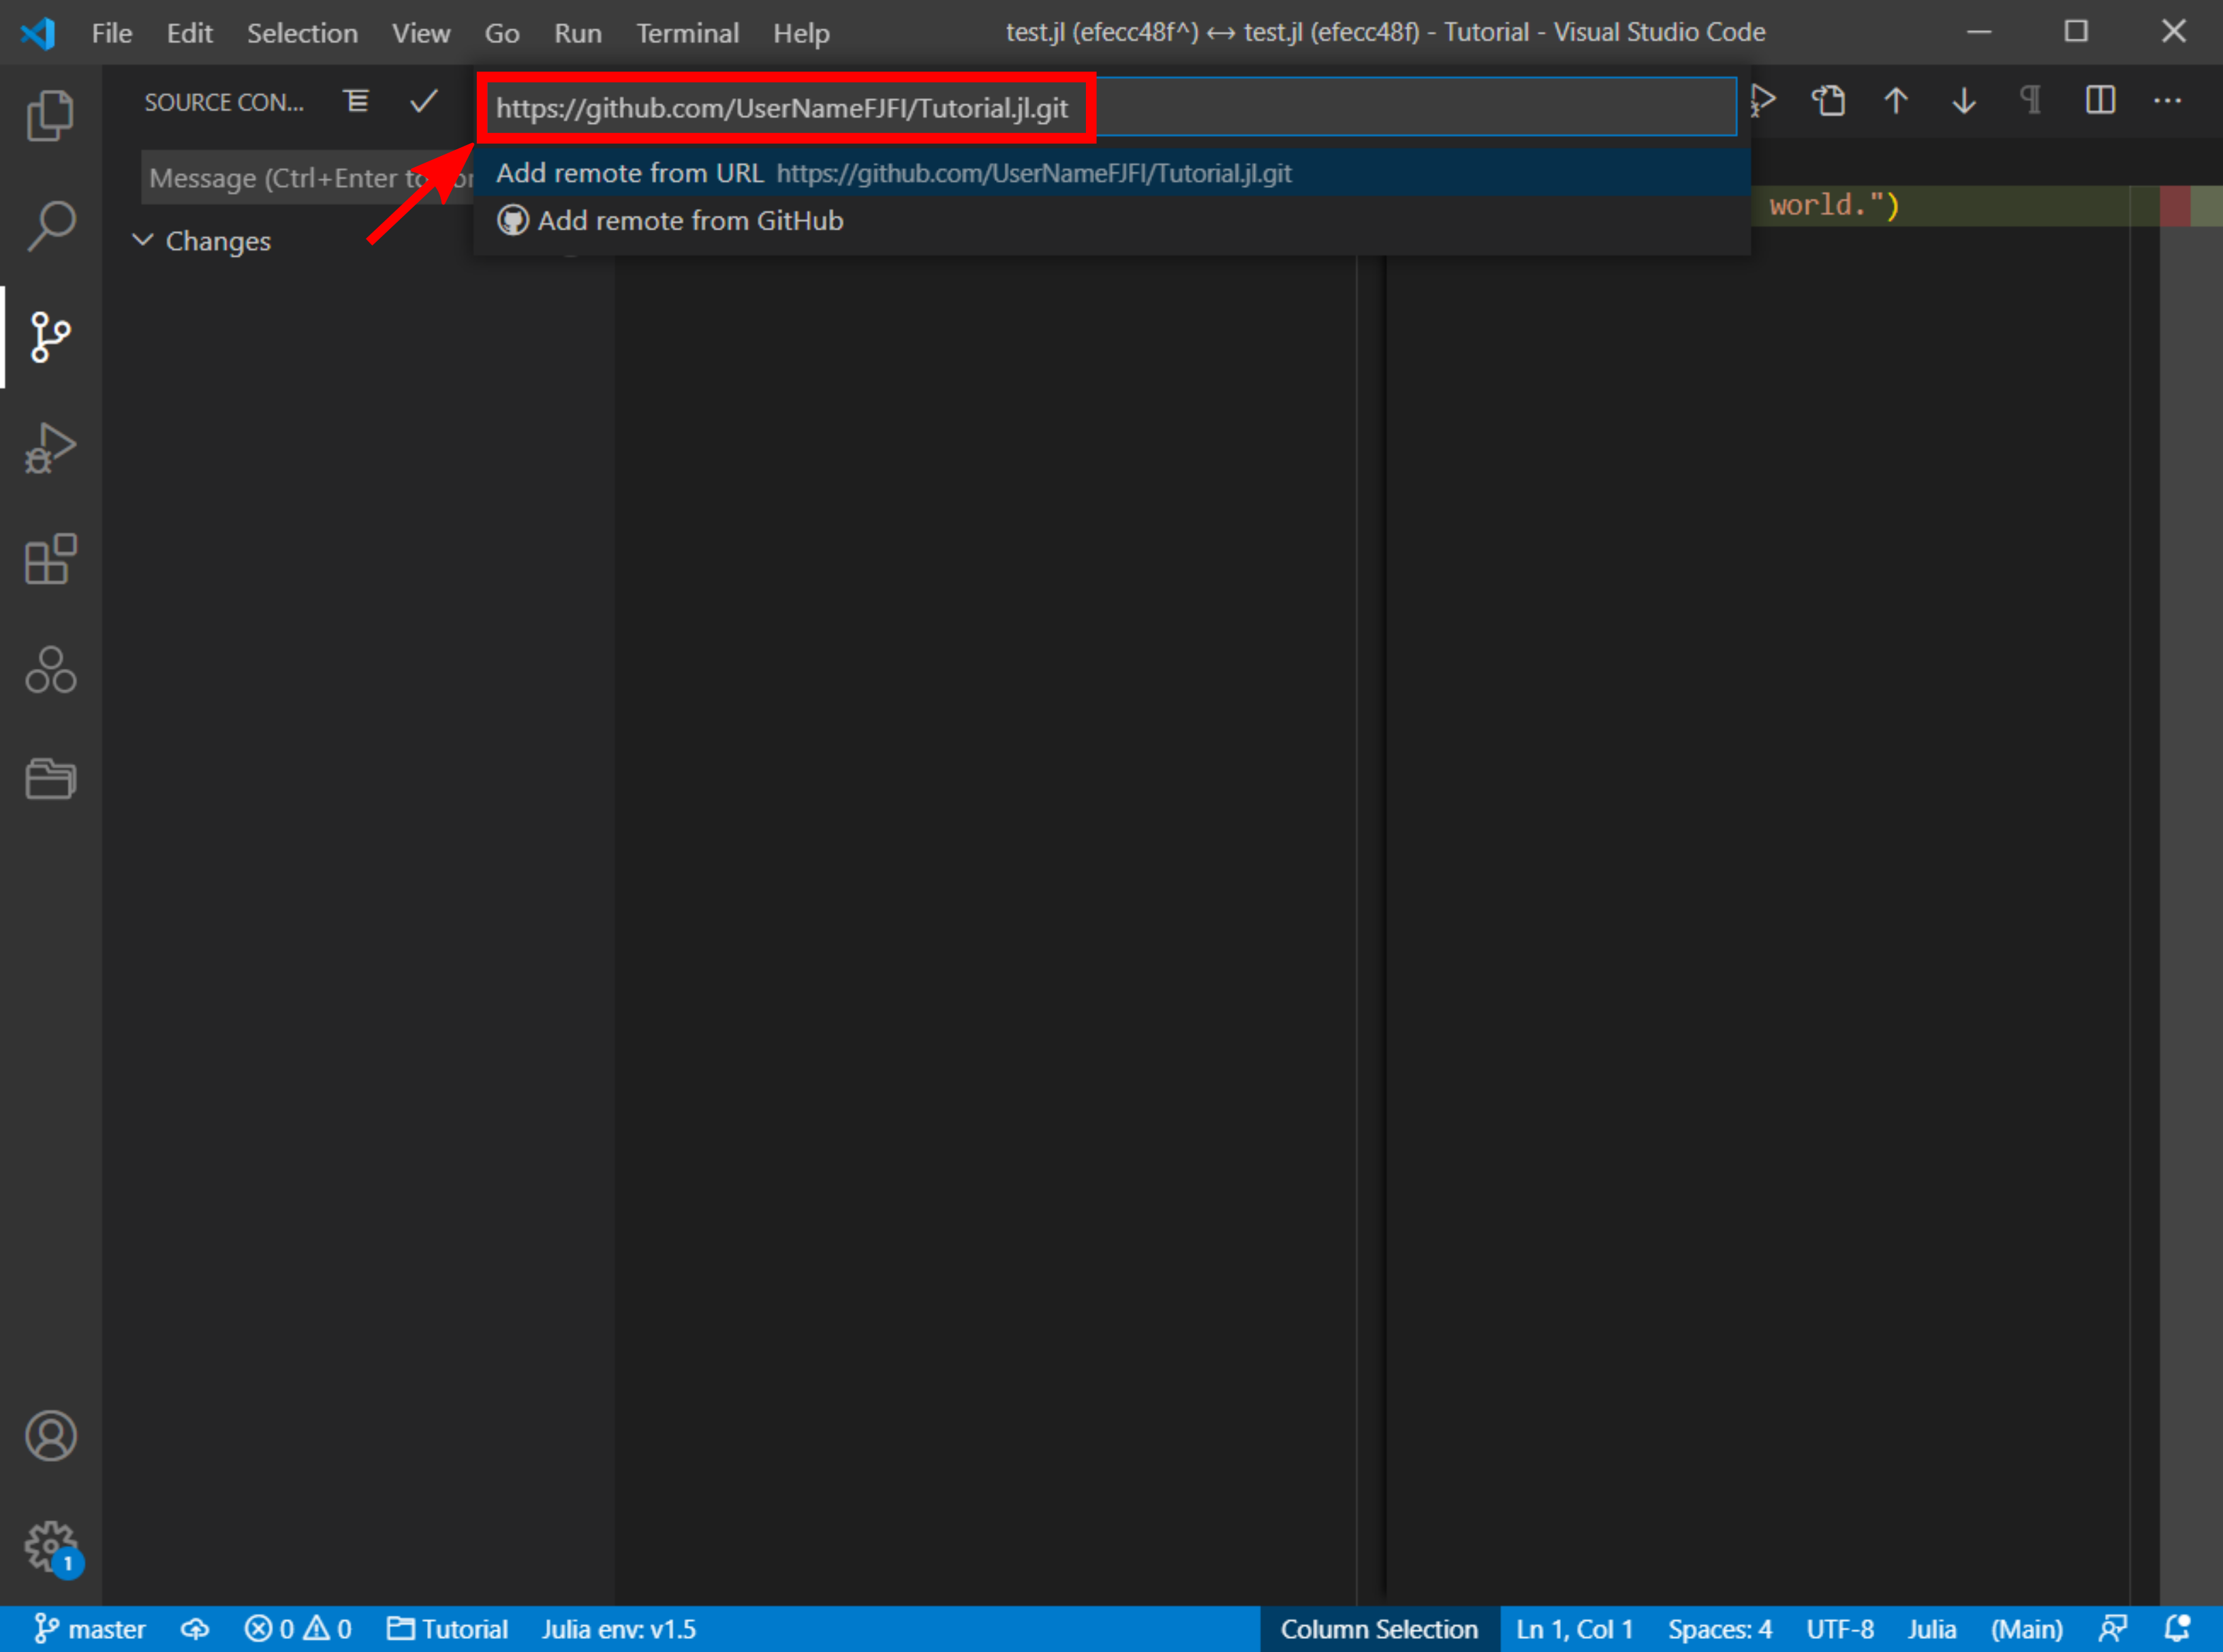 File Edit Selection View Go Run Terminal Help test.jl (efecc48f^) ↔ test.jl (efecc48f) - Tutorial - Visual Studio Code
SOURCE CON...
https://github.com/UserNameFJFI/Tutorial.jl.git
Message (Ctrl+Enter to
Add remote from URL https://github.com/UserNameFJFI/Tutorial.jl.git
world.")
Add remote from GitHub
Changes
1
master 0 0 Tutorial Julia env: v1.5 Column Selection Ln 1, Col 1 Spaces: 4 UTF-8 Julia (Main)